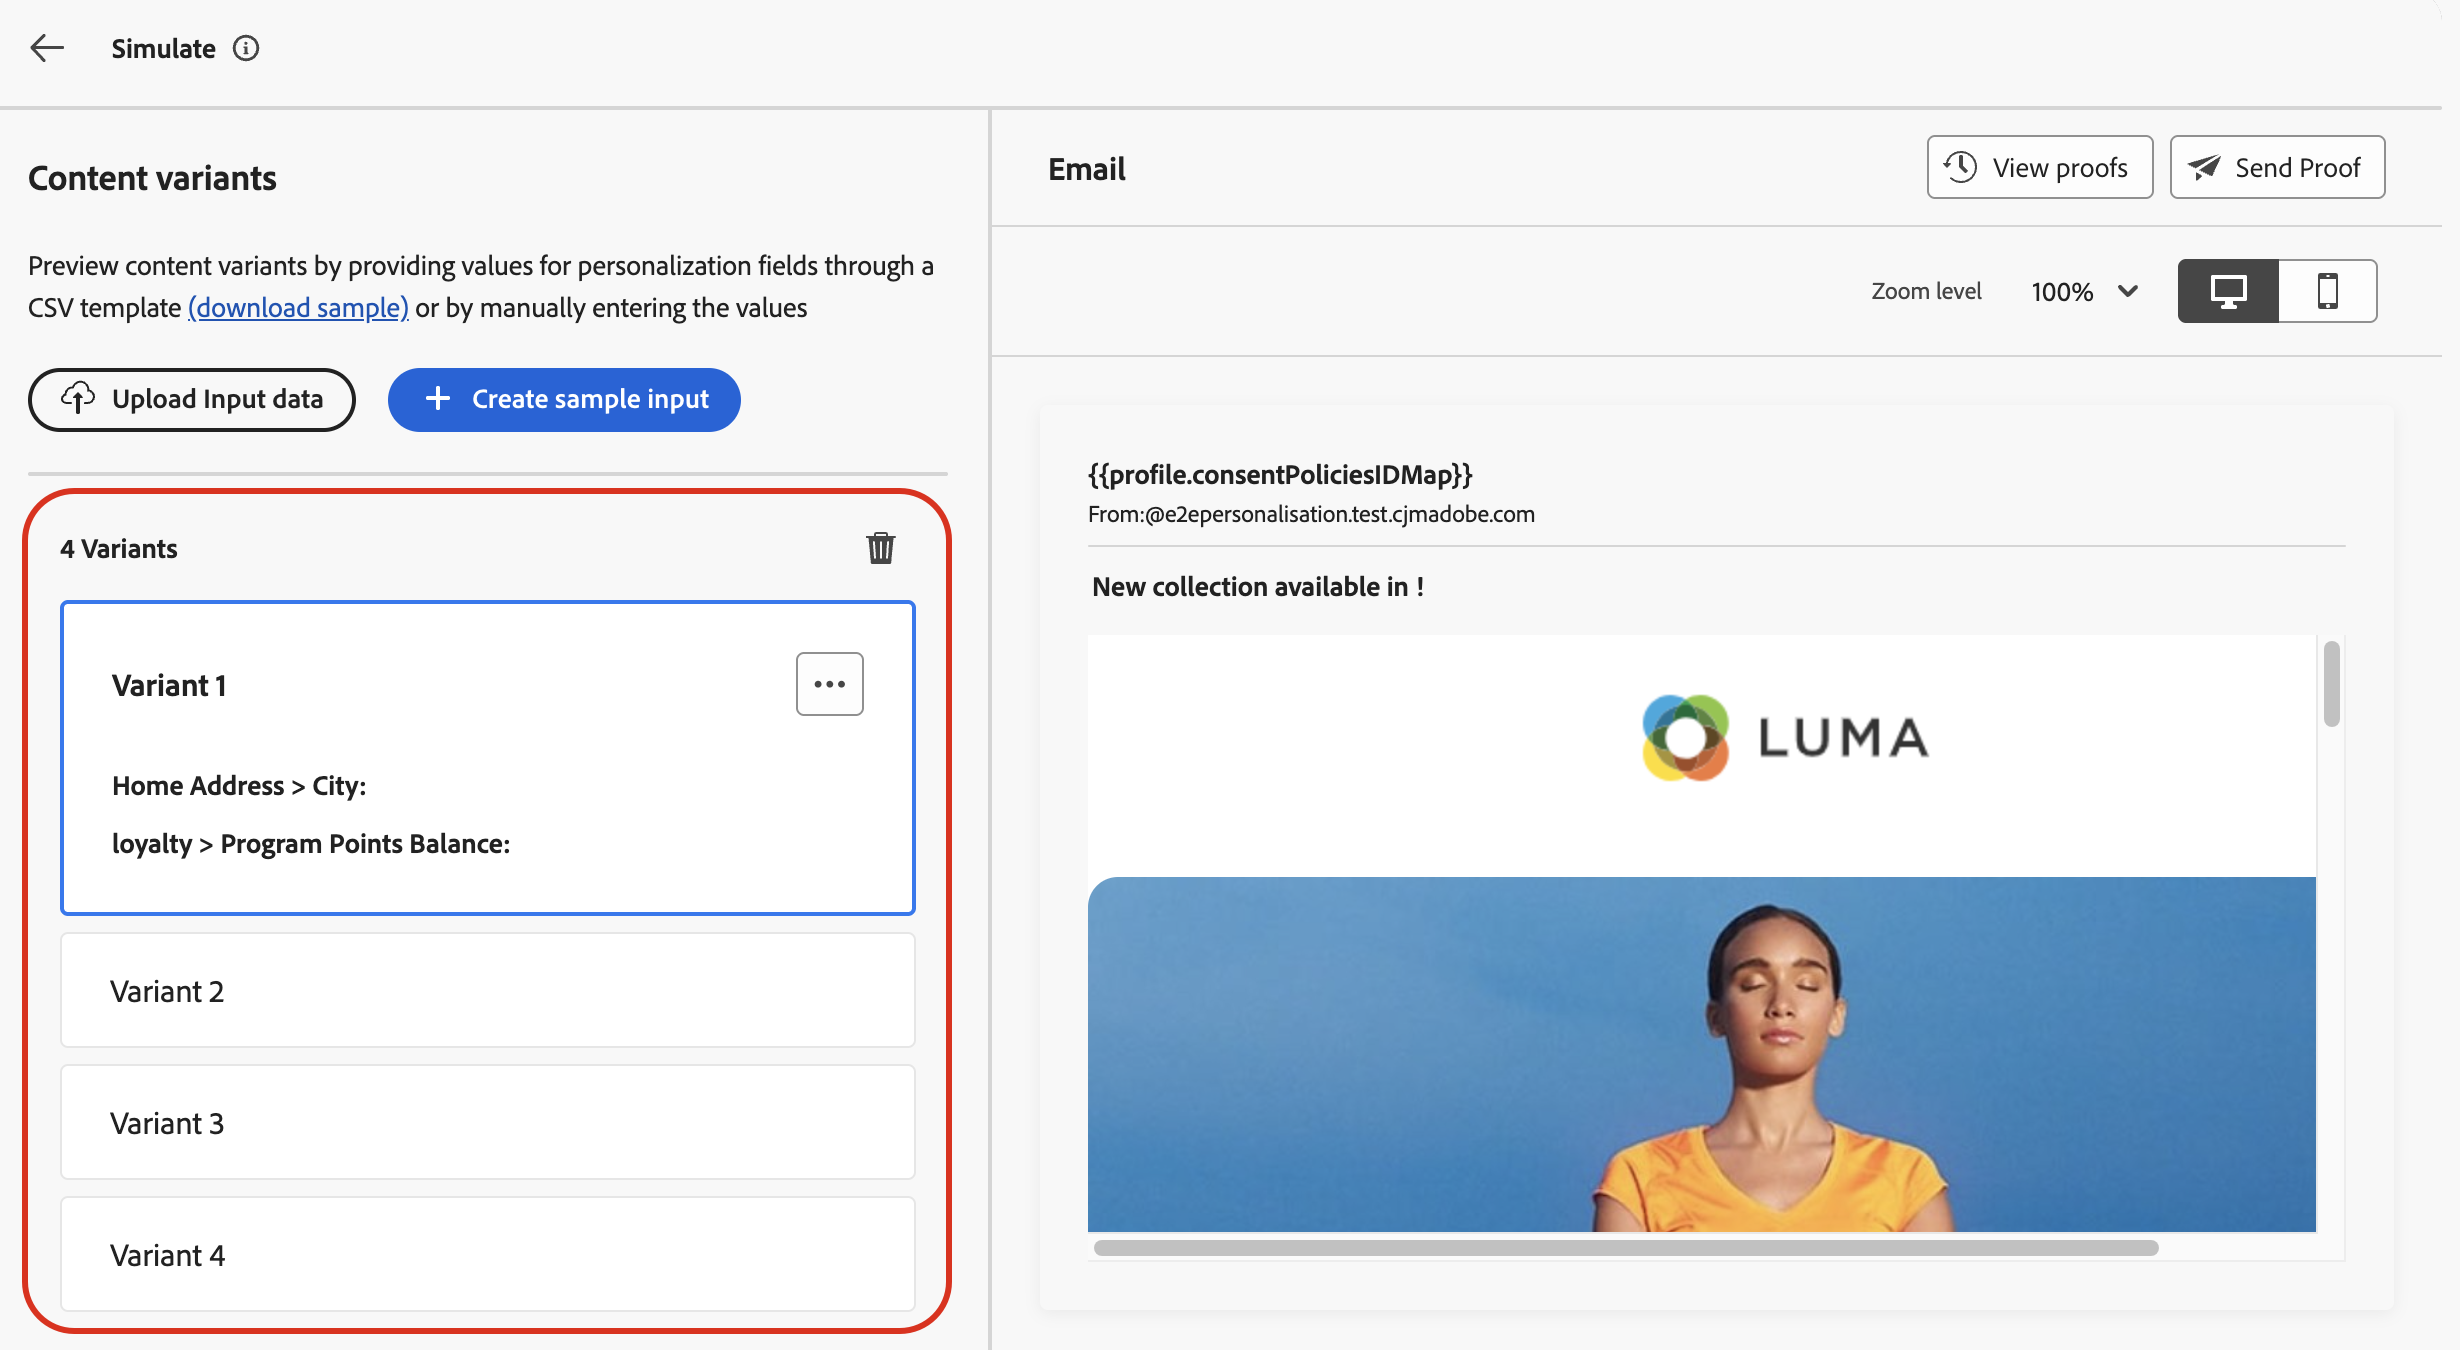 Simulate
Content variants
Preview content variants by providing values for personalization fields through a
CSV template (download sample) or by manually entering the values
Upload Input data
Create sample input
4 Variants
Variant 1
Home Address > City:
loyalty > Program Points Balance:
Variant 2
Variant 3
Variant 4
Email
View proofs
Send Proof
Zoom level 100%
{{profile.consentPoliciesIDMap}}
From:@e2epersonalisation.test.cjmadobe.com
New collection available in !
LUMA